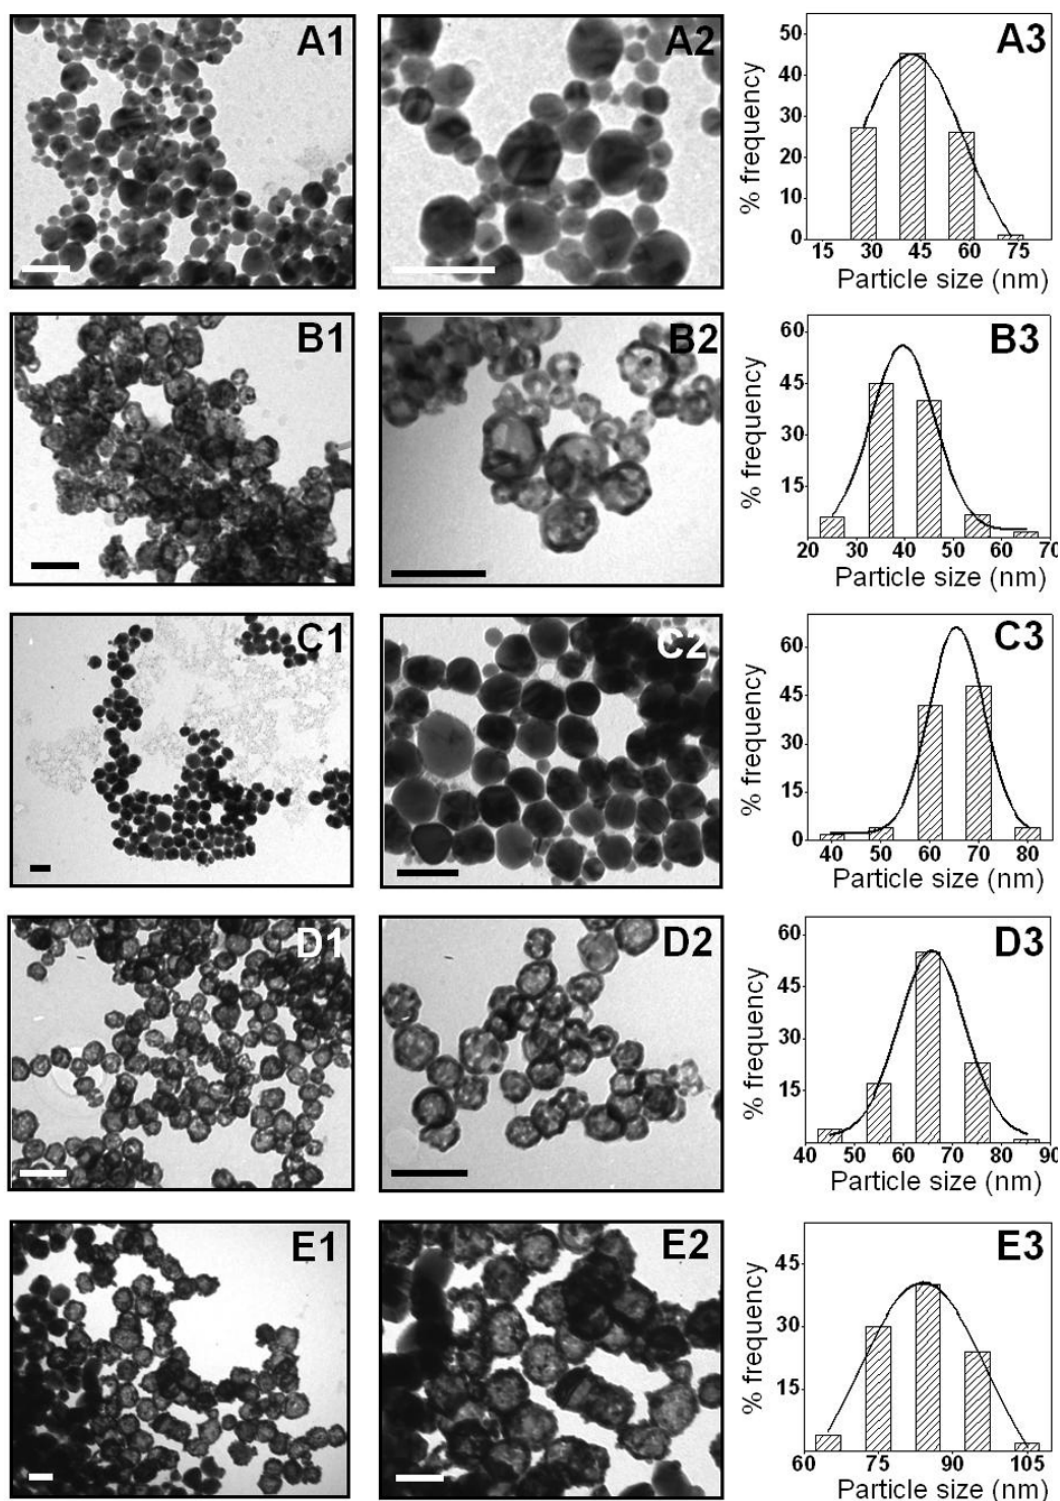 A1
A2
A3
50
40
30
20
10
0
15 30 45 60 75
% frequency
Particle size (nm)
B1
B2
B3
60
45
30
15
20 30 40 50 60 70
% frequency
Particle size (nm)
C1
C2
C3
60
45
30
15
0
40 50 60 70 80
% frequency
Particle size (nm)
D1
D2
D3
60
45
30
15
40 50 60 70 80 90
% frequency
Particle size (nm)
E1
E2
E3
45
30
15
60 75 90 105
% frequency
Particle size (nm)